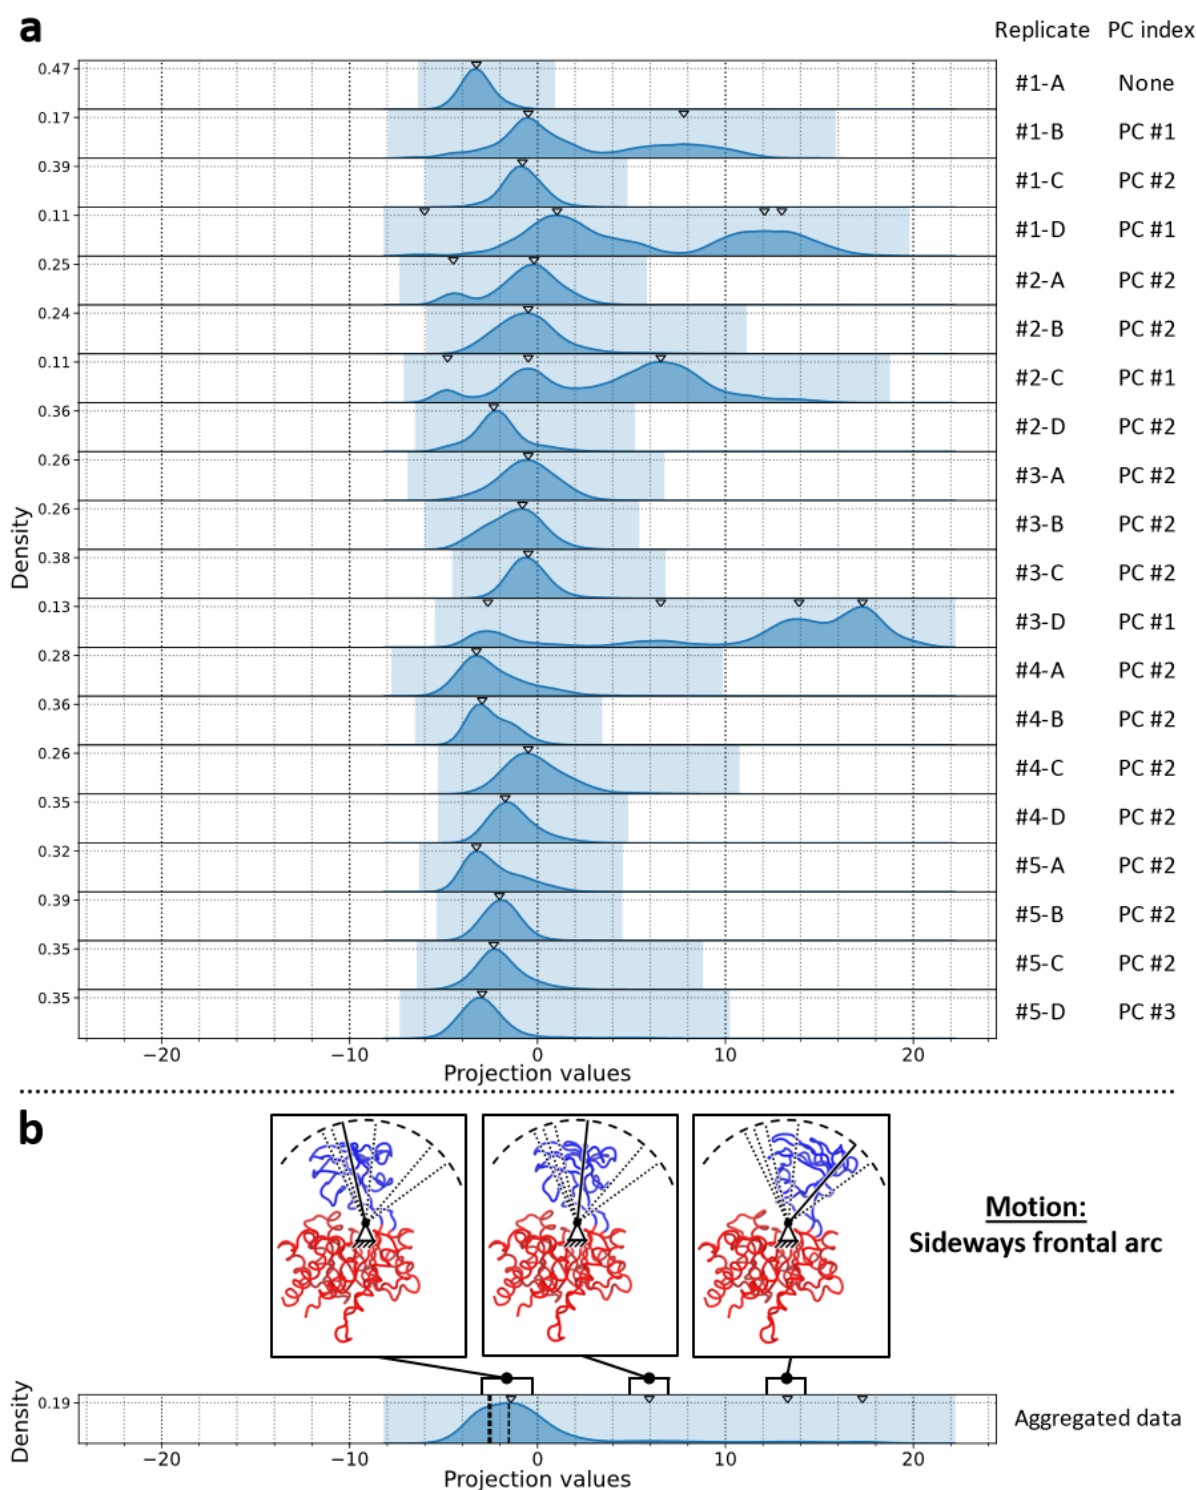 a
Replicate PC index
0.47 #1-A None
0.17 #1-B PC #1
0.39 #1-C PC #2
0.11 #1-D PC #1
0.25 #2-A PC #2
0.24 #2-B PC #2
0.11 #2-C PC #1
0.36 #2-D PC #2
0.26 #3-A PC #2
0.26 #3-B PC #2
Density
0.38 #3-C PC #2
0.13 #3-D PC #1
0.28 #4-A PC #2
0.36 #4-B PC #2
0.26 #4-C PC #2
0.35 #4-D PC #2
0.32 #5-A PC #2
0.39 #5-B PC #2
0.35 #5-C PC #2
0.35 #5-D PC #3
−20 −10 0 10 20
Projection values
b
Motion:
Sideways frontal arc
Density
0.19 Aggregated data
−20 −10 0 10 20
Projection values